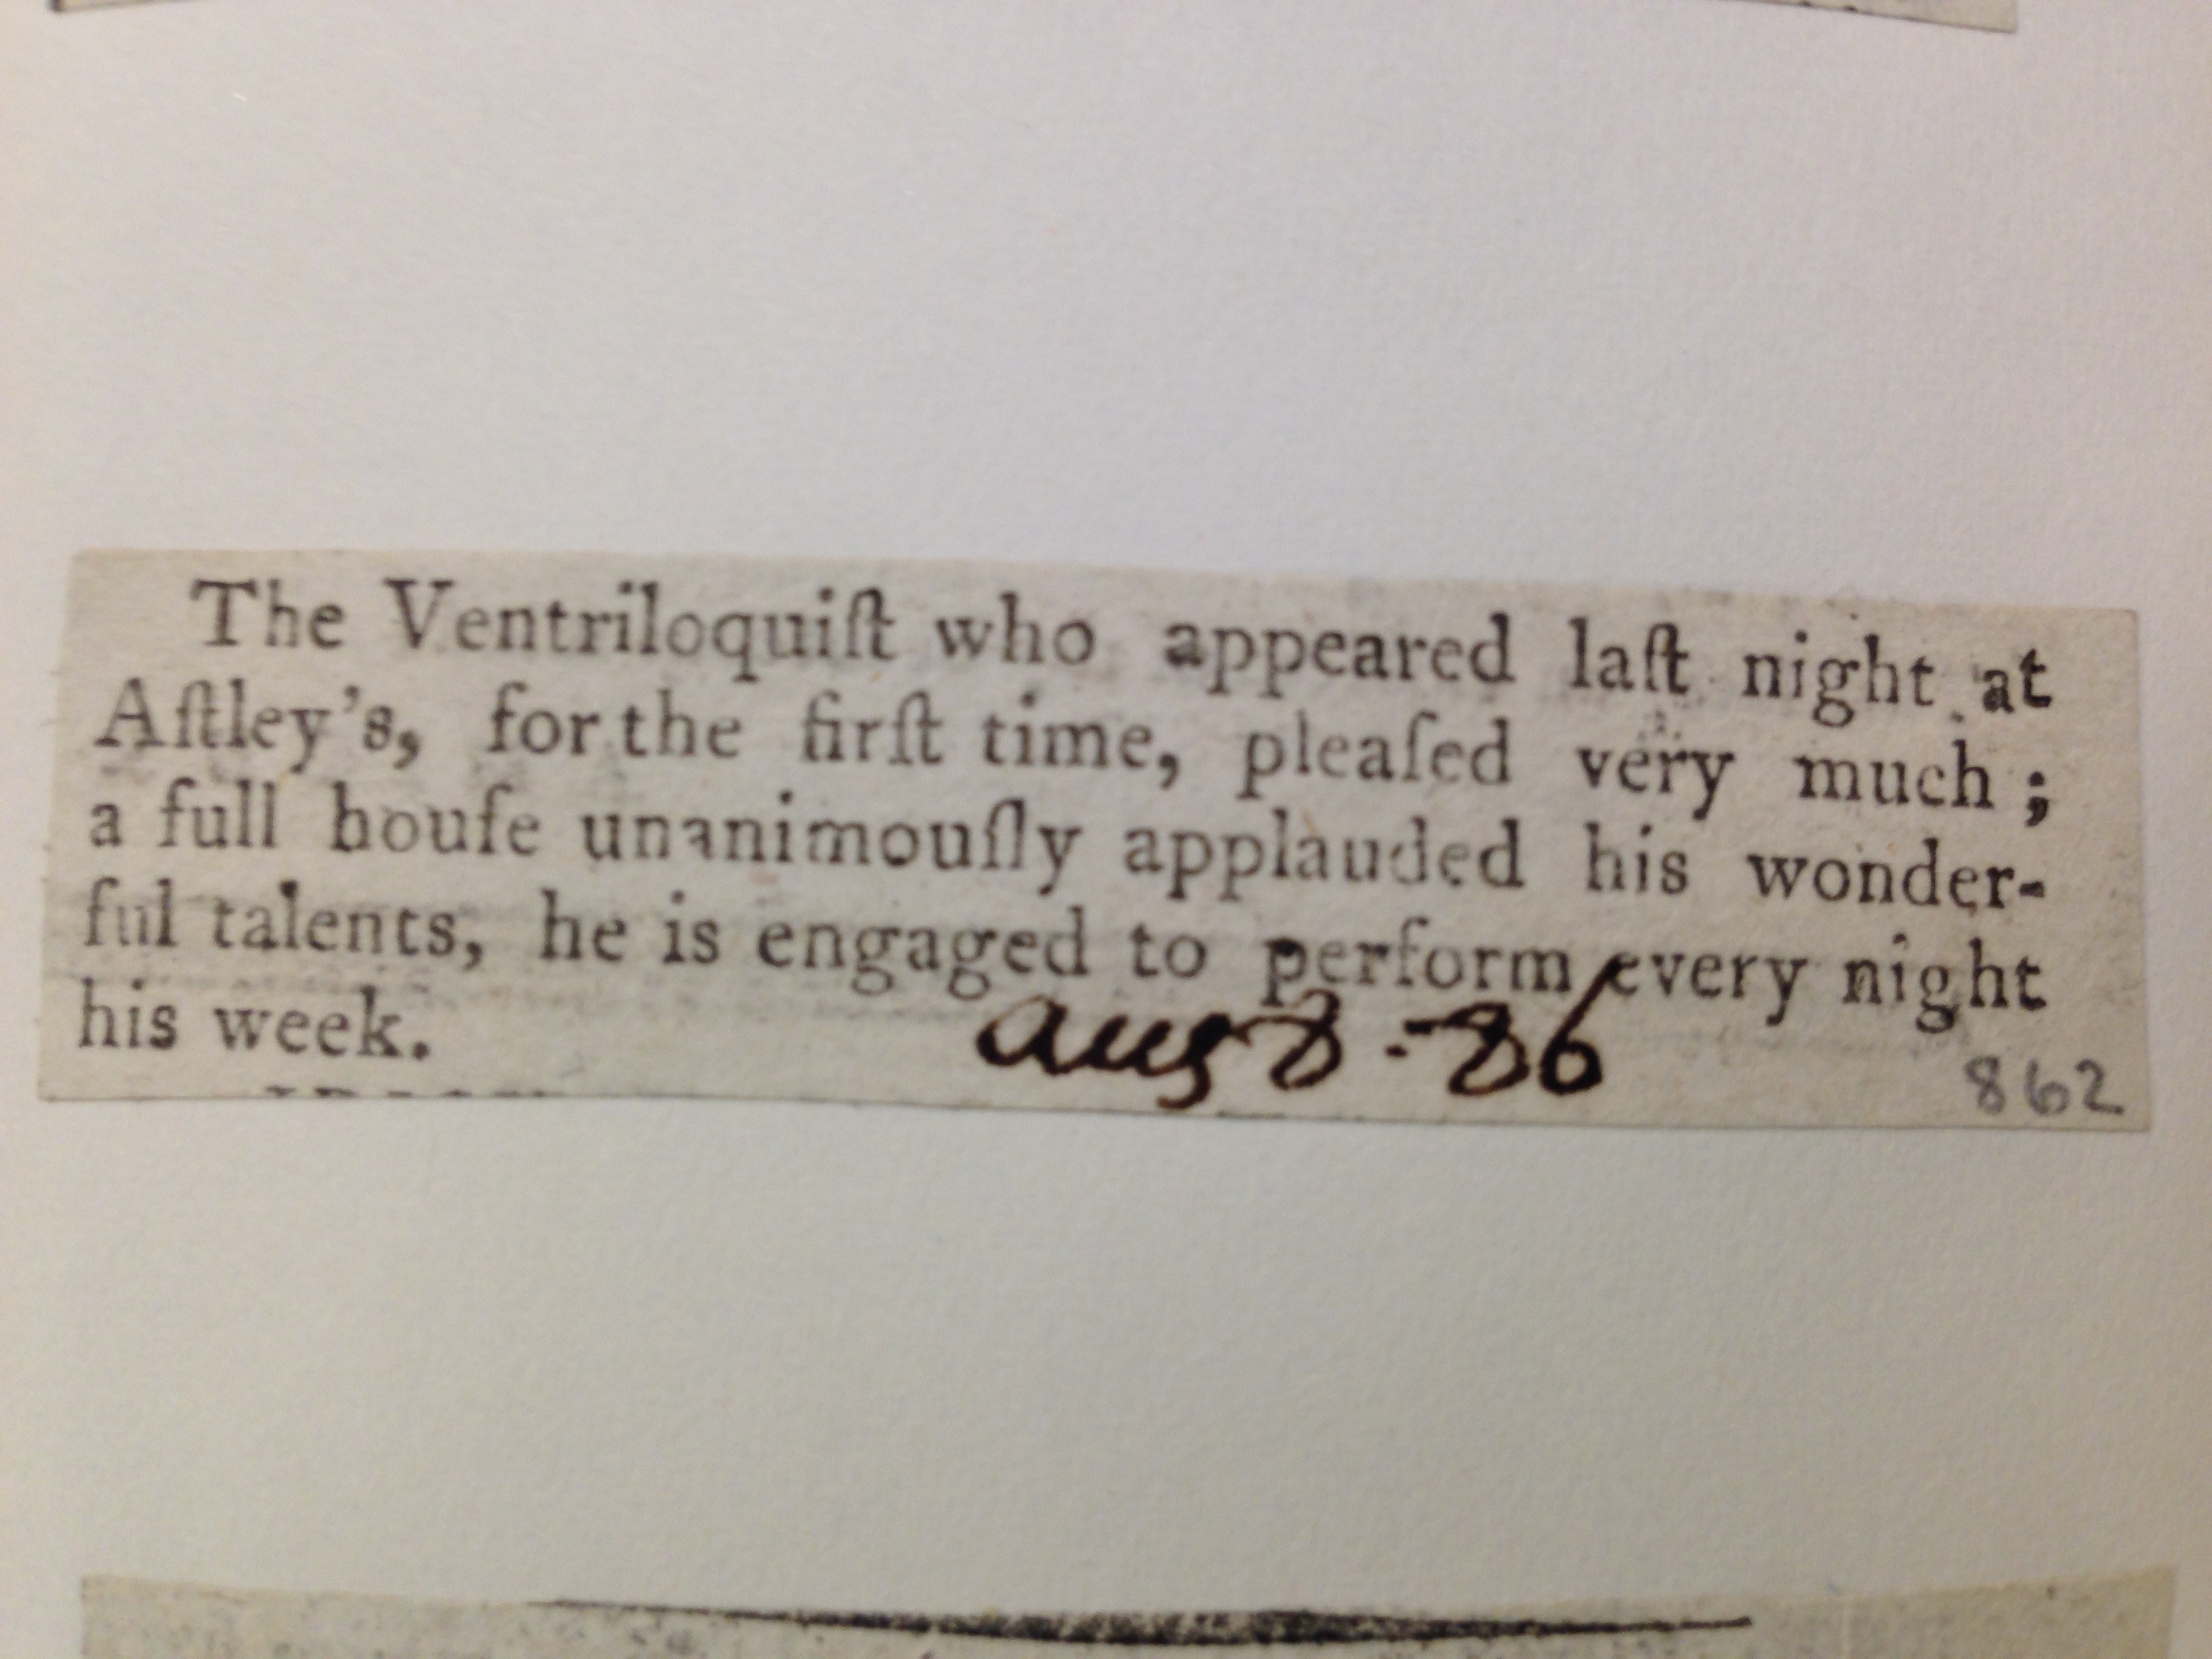 The Ventriloquiſt who appeared laſt night at
Aſtley's, for the firſt time, pleaſed very much;
a full houſe unanimouſly applauded his wonder-
ful talents, he is engaged to perform every night
his week.
Aug 8 - 86
862